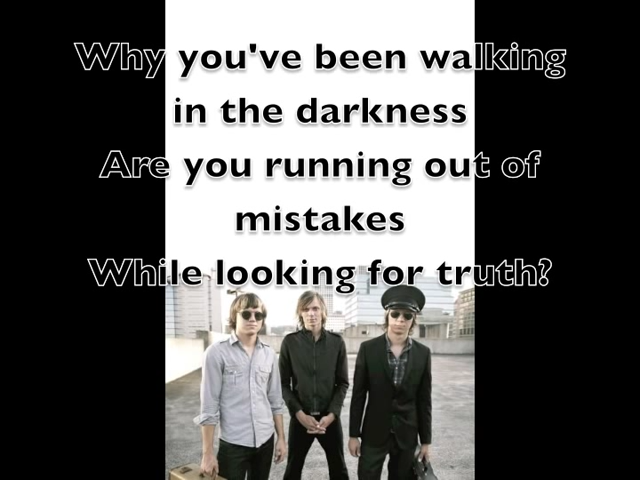 Why you've been walking
in the darkness
Are you running out of
mistakes
While looking for truth?